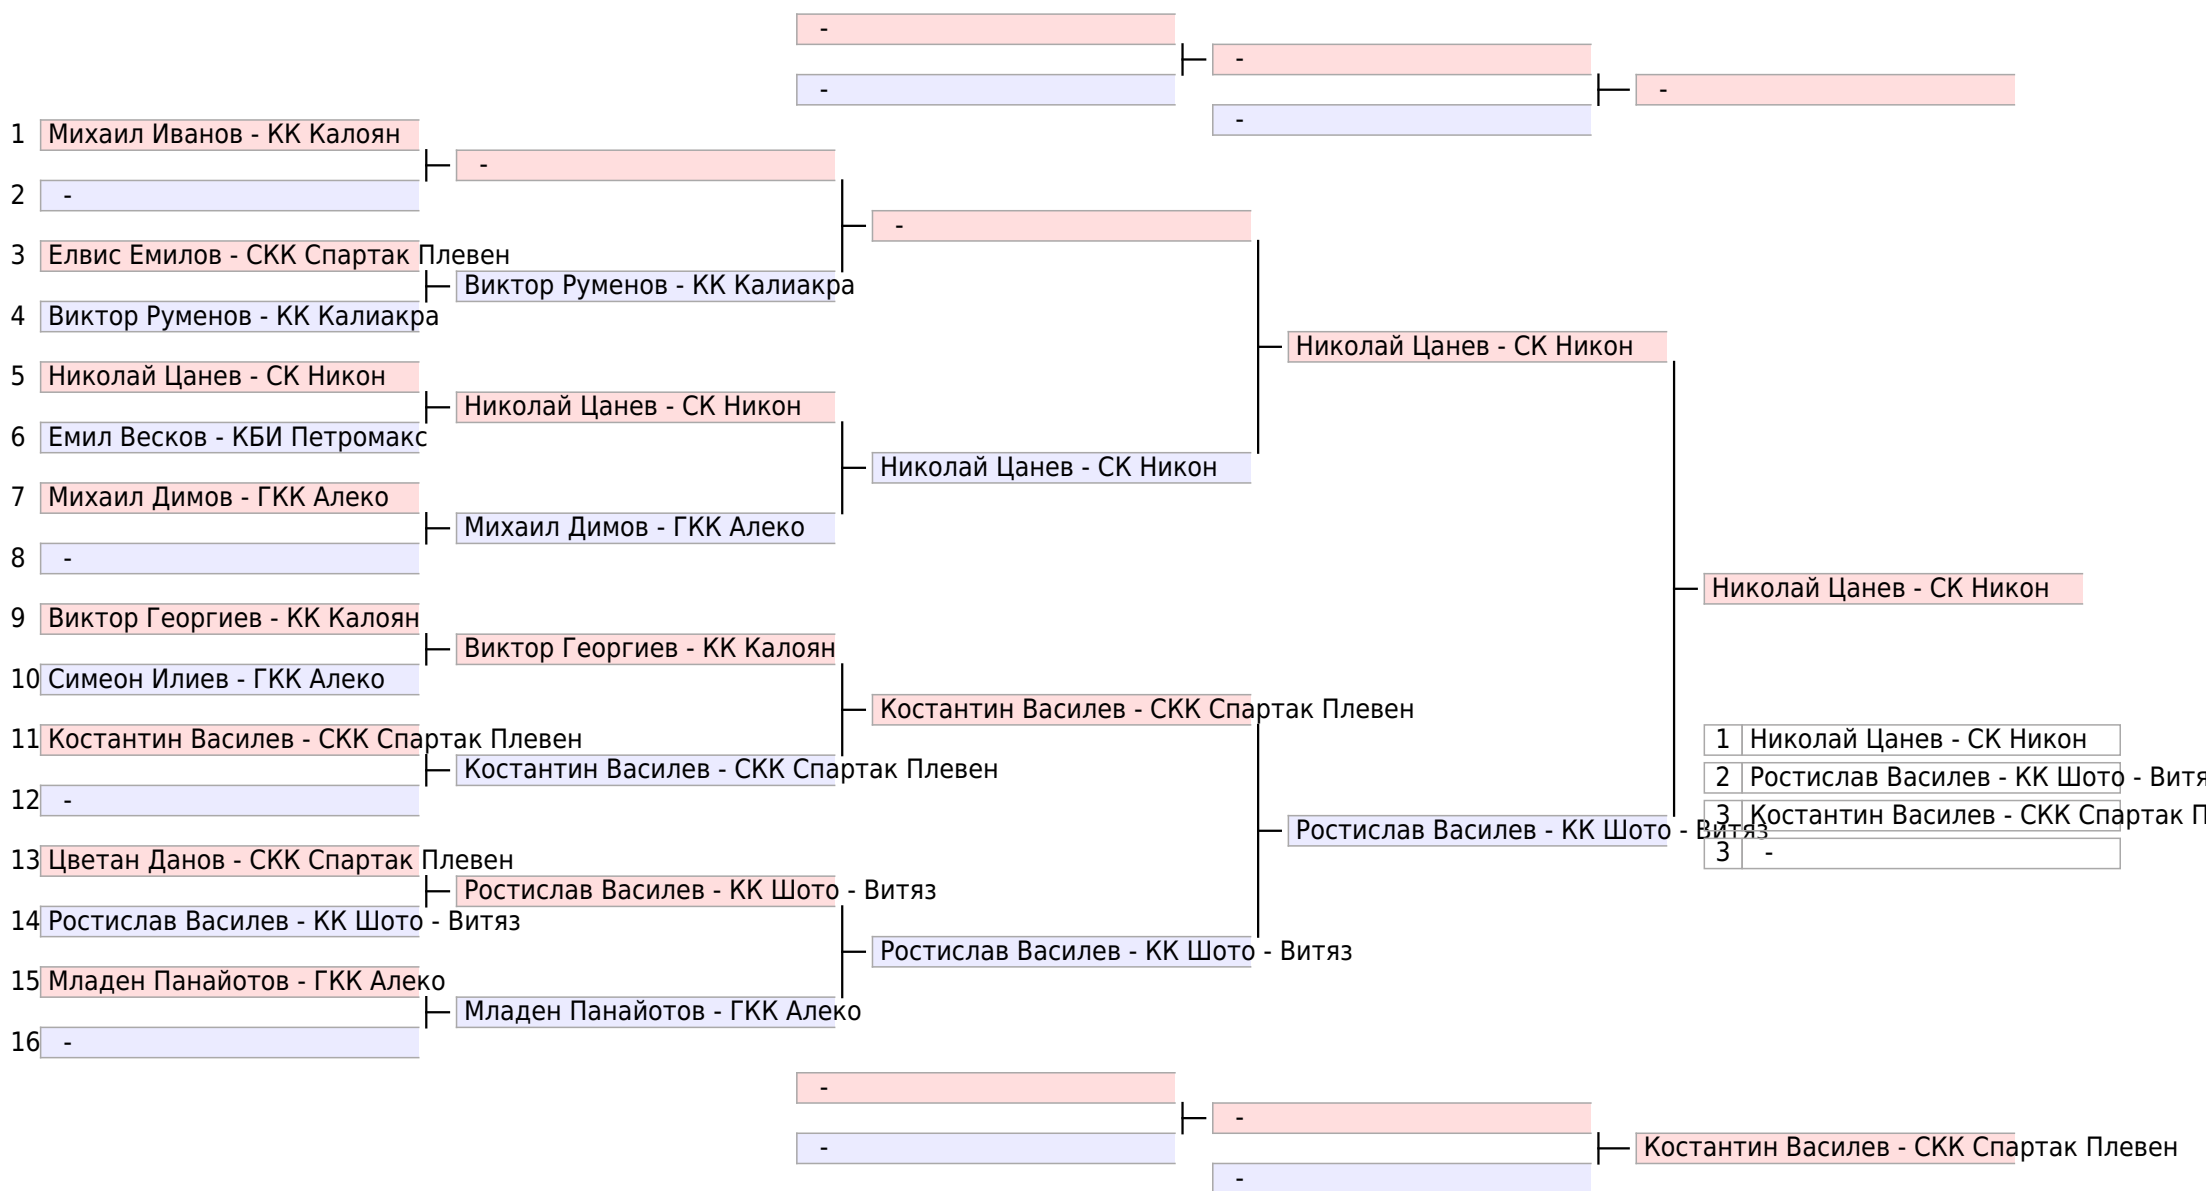 -
-
-
-
-
1 Михаил Иванов - КК Калоян
-
2 -
-
3 Елвис Емилов - СКК Спартак Плевен
Виктор Руменов - КК Калиакра
4 Виктор Руменов - КК Калиакра
Николай Цанев - СК Никон
5 Николай Цанев - СК Никон
Николай Цанев - СК Никон
6 Емил Весков - КБИ Петромакс
Николай Цанев - СК Никон
7 Михаил Димов - ГКК Алеко
Михаил Димов - ГКК Алеко
8 -
Николай Цанев - СК Никон
9 Виктор Георгиев - КК Калоян
Виктор Георгиев - КК Калоян
10 Симеон Илиев - ГКК Алеко
Костантин Василев - СКК Спартак Плевен
11 Костантин Василев - СКК Спартак Плевен
1 Николай Цанев - СК Никон
Костантин Василев - СКК Спартак Плевен
2 Ростислав Василев - КК Шото -
12 -
3 Костантин Василев - СКК Спартак
Ростислав Василев - КК Шото - Витяз
3 -
13 Цветан Данов - СКК Спартак Плевен
Ростислав Василев - КК Шото - Витяз
14 Ростислав Василев - КК Шото - Витяз
Ростислав Василев - КК Шото - Витяз
15 Младен Панайотов - ГКК Алеко
Младен Панайотов - ГКК Алеко
16 -
-
-
-
Костантин Василев - СКК Спартак Плевен
-